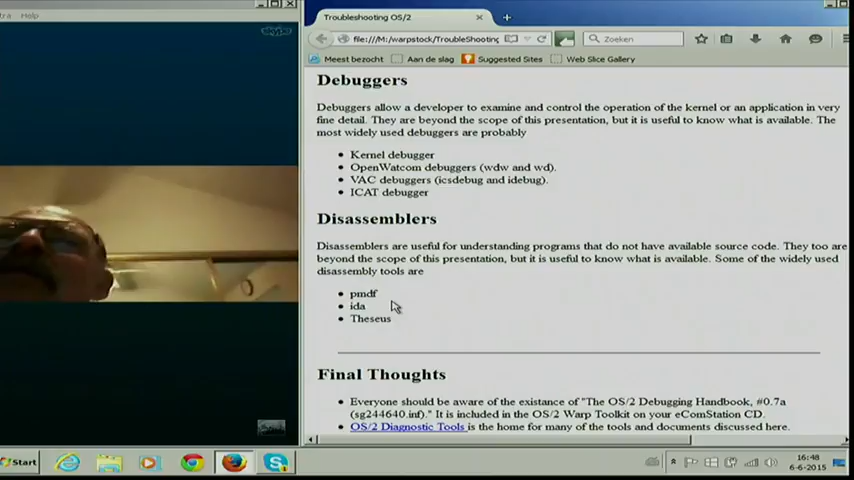 tra Help
Troubleshooting OS/2
file:///M:/warpstock/TroubleShooting
Zoeken
Meest bezocht
Aan de slag
Suggested Sites
Web Slice Gallery
skype
Debuggers
Debuggers allow a developer to examine and control the operation of the kernel or an application in very
fine detail. They are beyond the scope of this presentation, but it is useful to know what is available. The
most widely used debuggers are probably
Kernel debugger
OpenWatcom debuggers (wdw and wd).
VAC debuggers (icsdebug and idebug).
ICAT debugger
Disassemblers
Disassemblers are useful for understanding programs that do not have available source code. They too are
beyond the scope of this presentation, but it is useful to know what is available. Some of the widely used
disassembly tools are
pmdf
ida
Theseus
Final Thoughts
Everyone should be aware of the existance of "The OS/2 Debugging Handbook, #0.7a
(sg244640.inf)." It is included in the OS/2 Warp Toolkit on your eComStation CD.
OS/2 Diagnostic Tools is the home for many of the tools and documents discussed here.
Start
16:48
6-6-2015